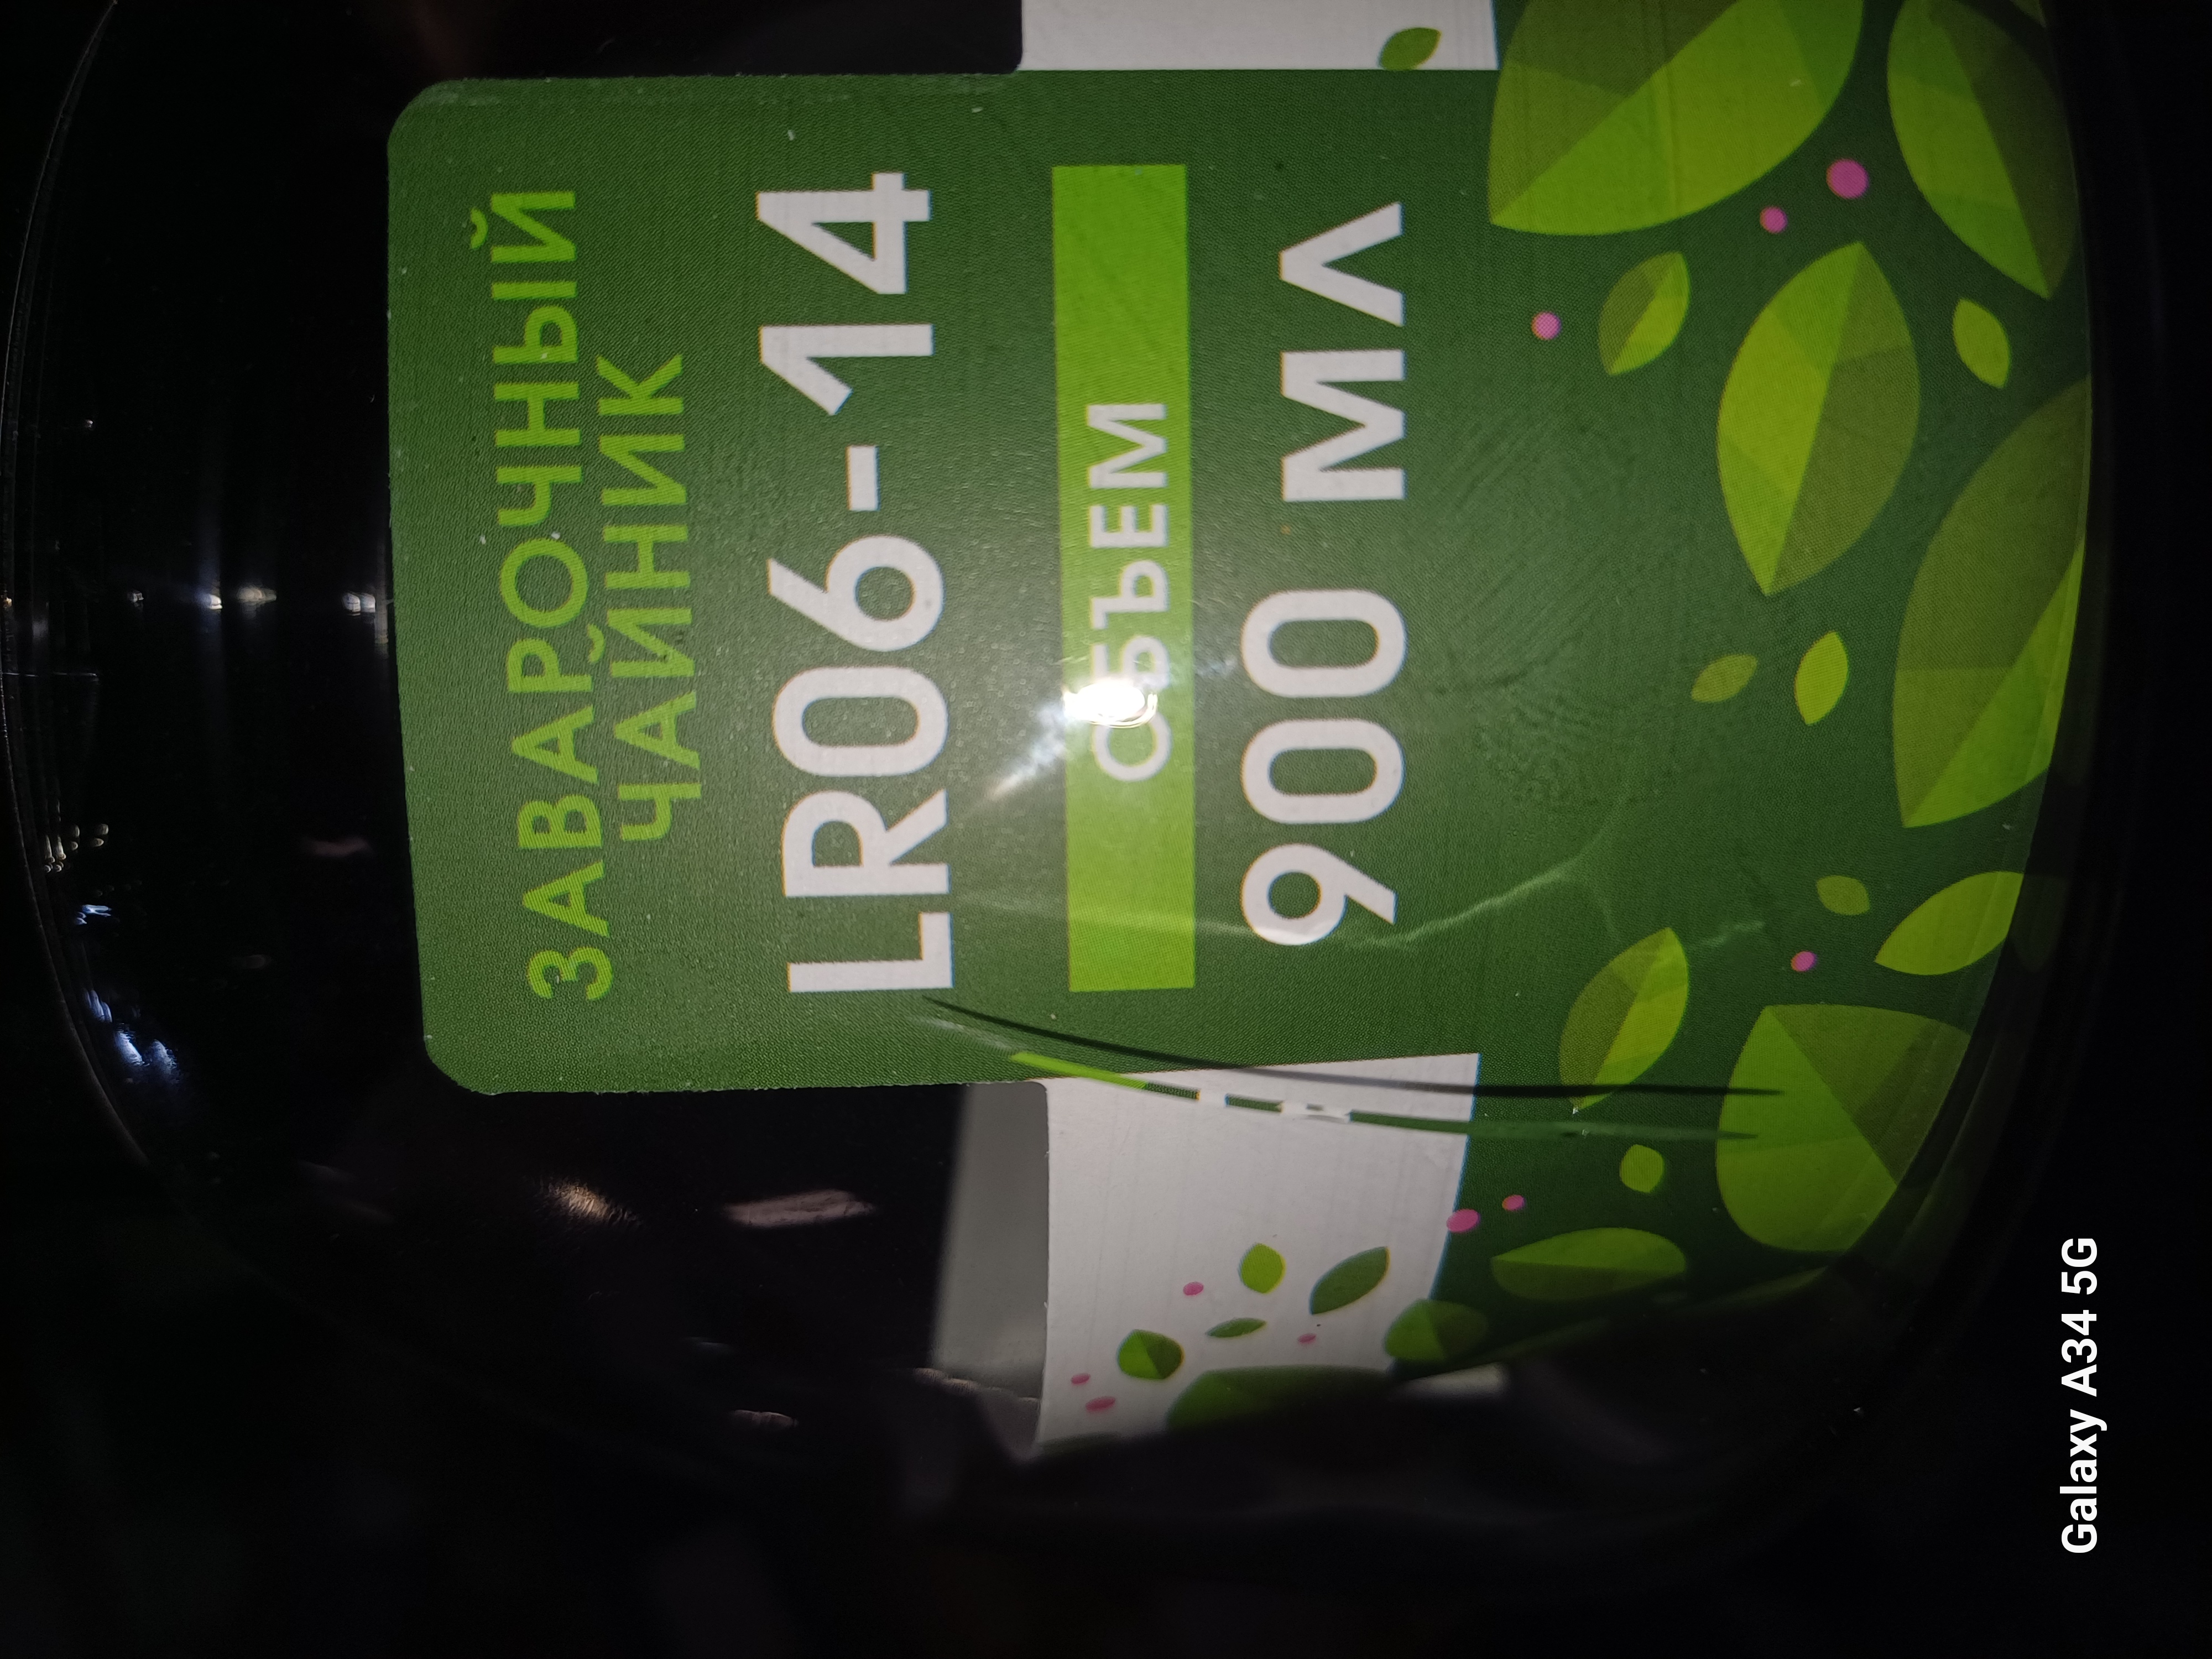 ЗАВАРОЧНЫЙ
ЧАЙНИК
LR06-14
ОБЪЕМ
900 МЛ
Galaxy A34 5G